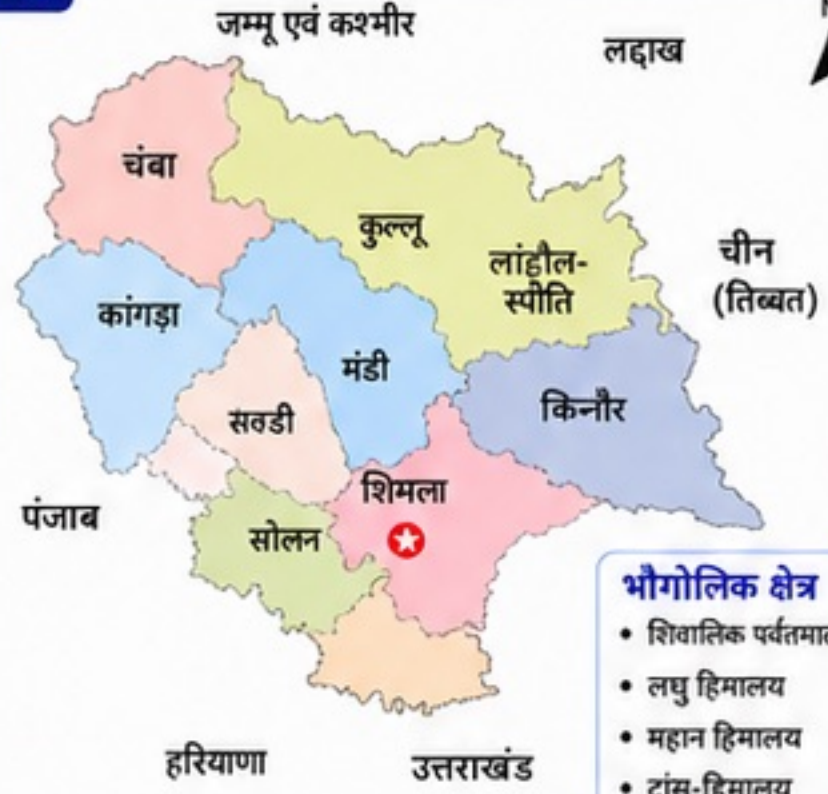 जम्मू एवं कश्मीर
लद्दाख
चंबा
कुल्लू
लांहौल-
स्पीति
चीन
(तिब्बत)
कांगड़ा
मंडी
किन्नौर
सवडी
शिमला
पंजाब
सोलन
भौगोलिक क्षेत्र
• शिवालिक
• लघु हिमालय
• महान हिमालय
हरियाणा
उत्तराखंड